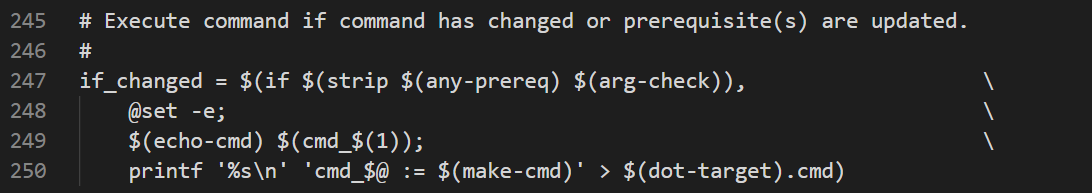 245 # Execute command if command has changed or prerequisite(s) are updated.
246 #
247 if_changed = $(if $(strip $(any-prereq) $(arg-check)), \
248 @set -e; \
249 $(echo-cmd) $(cmd_$(1)); \
250 printf '%s\n' 'cmd_$@ := $(make-cmd)' > $(dot-target).cmd)